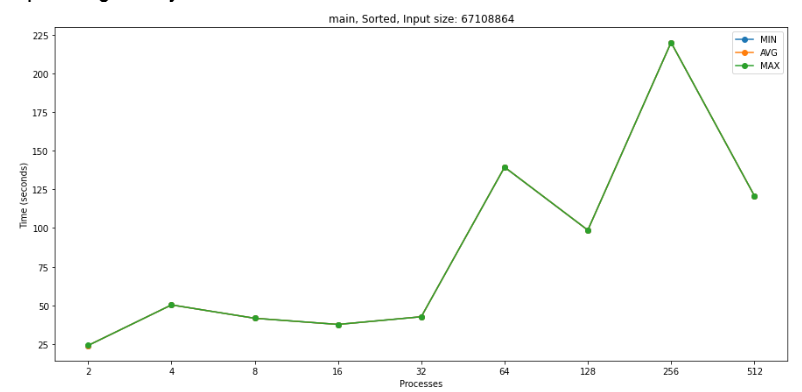 main, Sorted, Input size: 67108864
MIN
AVG
MAX
225
200
175
150
125
100
75
50
25
Time (seconds)
2 4 8 16 32 64 128 256 512
Processes